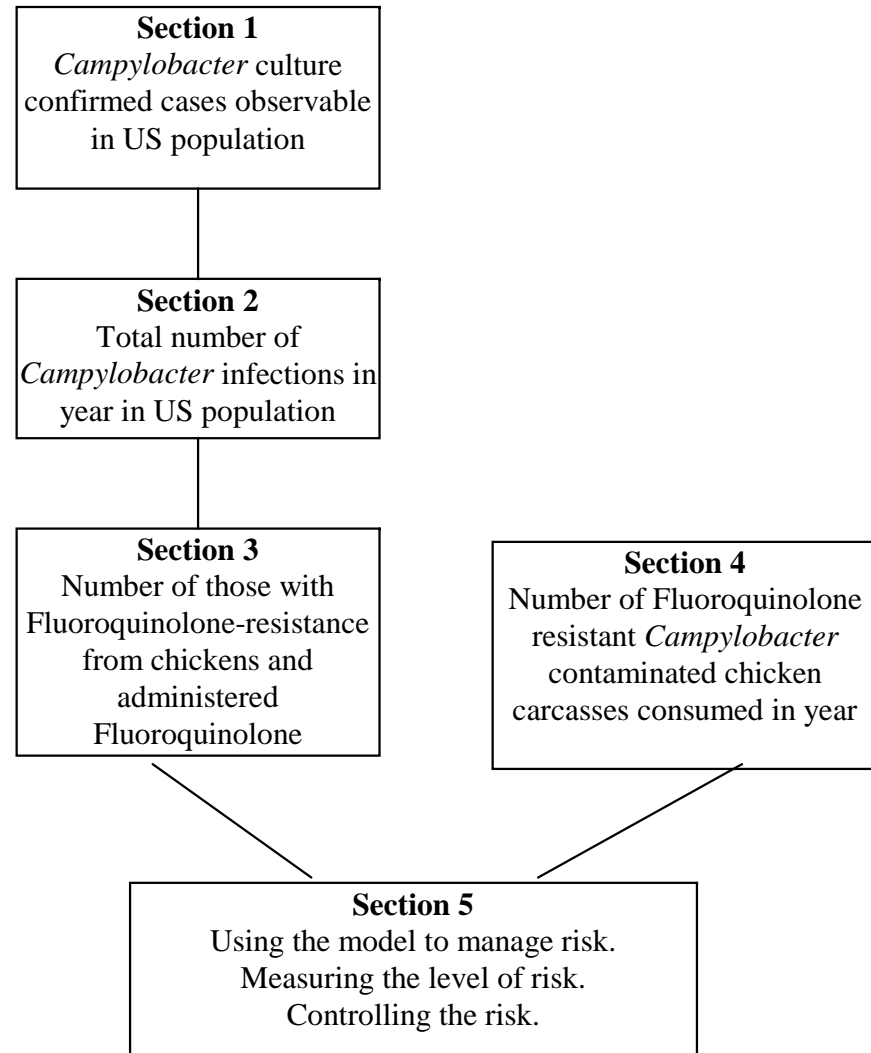 Section 1
Campylobacter culture
confirmed cases observable
in US population
Section 2
Total number of
Campylobacter infections in
year in US population
Section 3
Number of those with
Fluoroquinolone-resistance
from chickens and
administered
Fluoroquinolone
Section 4
Number of Fluoroquinolone
resistant Campylobacter
contaminated chicken
carcasses consumed in year
Section 5
Using the model to manage risk.
Measuring the level of risk.
Controlling the risk.